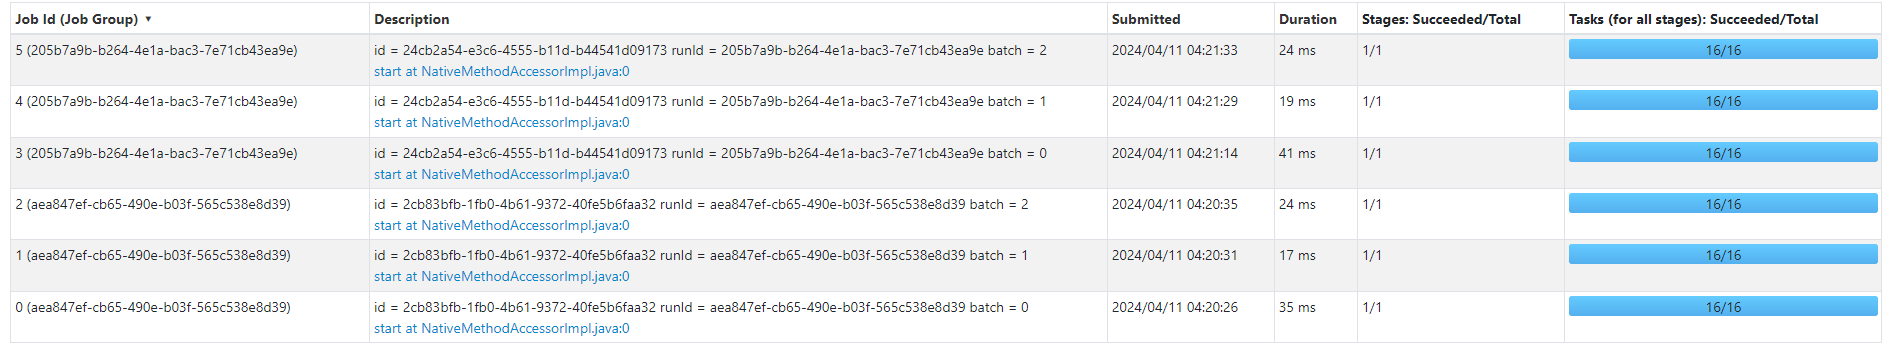 Job Id (Job Group) ▾ Description Submitted Duration Stages: Succeeded/Total Tasks (for all stages): Succeeded/Total
5 (205b7a9b-b264-4e1a-bac3-7e71cb43ea9e) id = 24cb2a54-e3c6-4555-b11d-b44541d09173 runId = 205b7a9b-b264-4e1a-bac3-7e71cb43ea9e batch = 2 2024/04/11 04:21:33 24 ms 1/1 16/16
start at NativeMethodAccessorImpl.java:0
4 (205b7a9b-b264-4e1a-bac3-7e71cb43ea9e) id = 24cb2a54-e3c6-4555-b11d-b44541d09173 runId = 205b7a9b-b264-4e1a-bac3-7e71cb43ea9e batch = 1 2024/04/11 04:21:29 19 ms 1/1 16/16
start at NativeMethodAccessorImpl.java:0
3 (205b7a9b-b264-4e1a-bac3-7e71cb43ea9e) id = 24cb2a54-e3c6-4555-b11d-b44541d09173 runId = 205b7a9b-b264-4e1a-bac3-7e71cb43ea9e batch = 0 2024/04/11 04:21:14 41 ms 1/1 16/16
start at NativeMethodAccessorImpl.java:0
2 (aea847ef-cb65-490e-b03f-565c538e8d39) id = 2cb83bfb-1fb0-4b61-9372-40fe5b6faa32 runId = aea847ef-cb65-490e-b03f-565c538e8d39 batch = 2 2024/04/11 04:20:35 24 ms 1/1 16/16
start at NativeMethodAccessorImpl.java:0
1 (aea847ef-cb65-490e-b03f-565c538e8d39) id = 2cb83bfb-1fb0-4b61-9372-40fe5b6faa32 runId = aea847ef-cb65-490e-b03f-565c538e8d39 batch = 1 2024/04/11 04:20:31 17 ms 1/1 16/16
start at NativeMethodAccessorImpl.java:0
0 (aea847ef-cb65-490e-b03f-565c538e8d39) id = 2cb83bfb-1fb0-4b61-9372-40fe5b6faa32 runId = aea847ef-cb65-490e-b03f-565c538e8d39 batch = 0 2024/04/11 04:20:26 35 ms 1/1 16/16
start at NativeMethodAccessorImpl.java:0